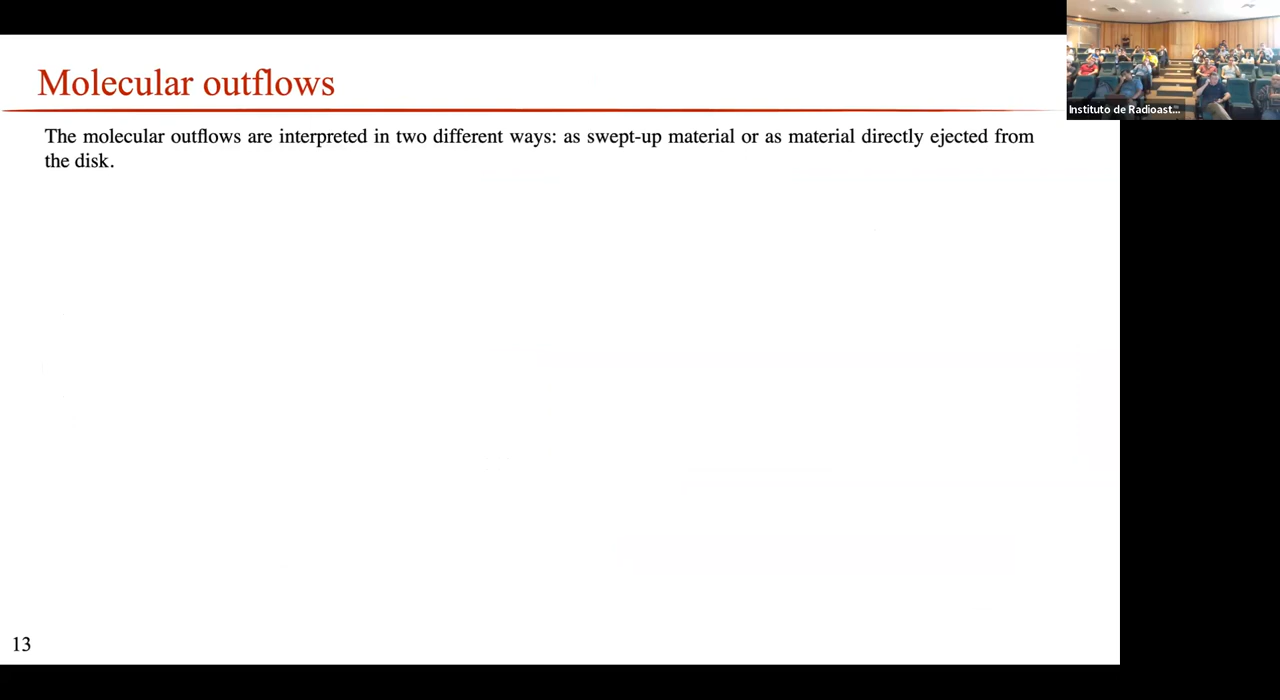 Molecular outflows
Instituto de Radioast...
The molecular outflows are interpreted in two different ways: as swept-up material or as material directly ejected from
the disk.
13